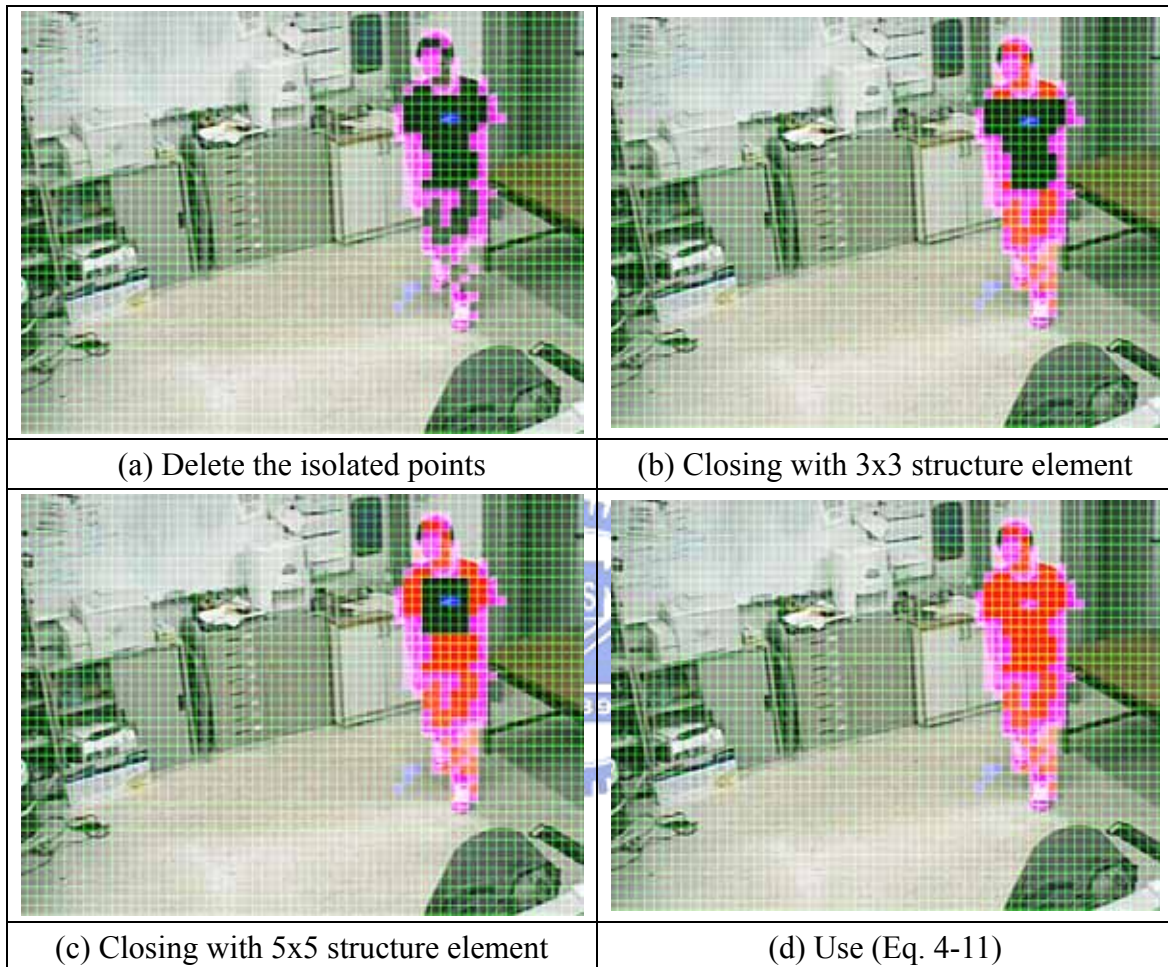 (a) Delete the isolated points
(b) Closing with 3x3 structure element
(c) Closing with 5x5 structure element
(d) Use (Eq. 4-11)